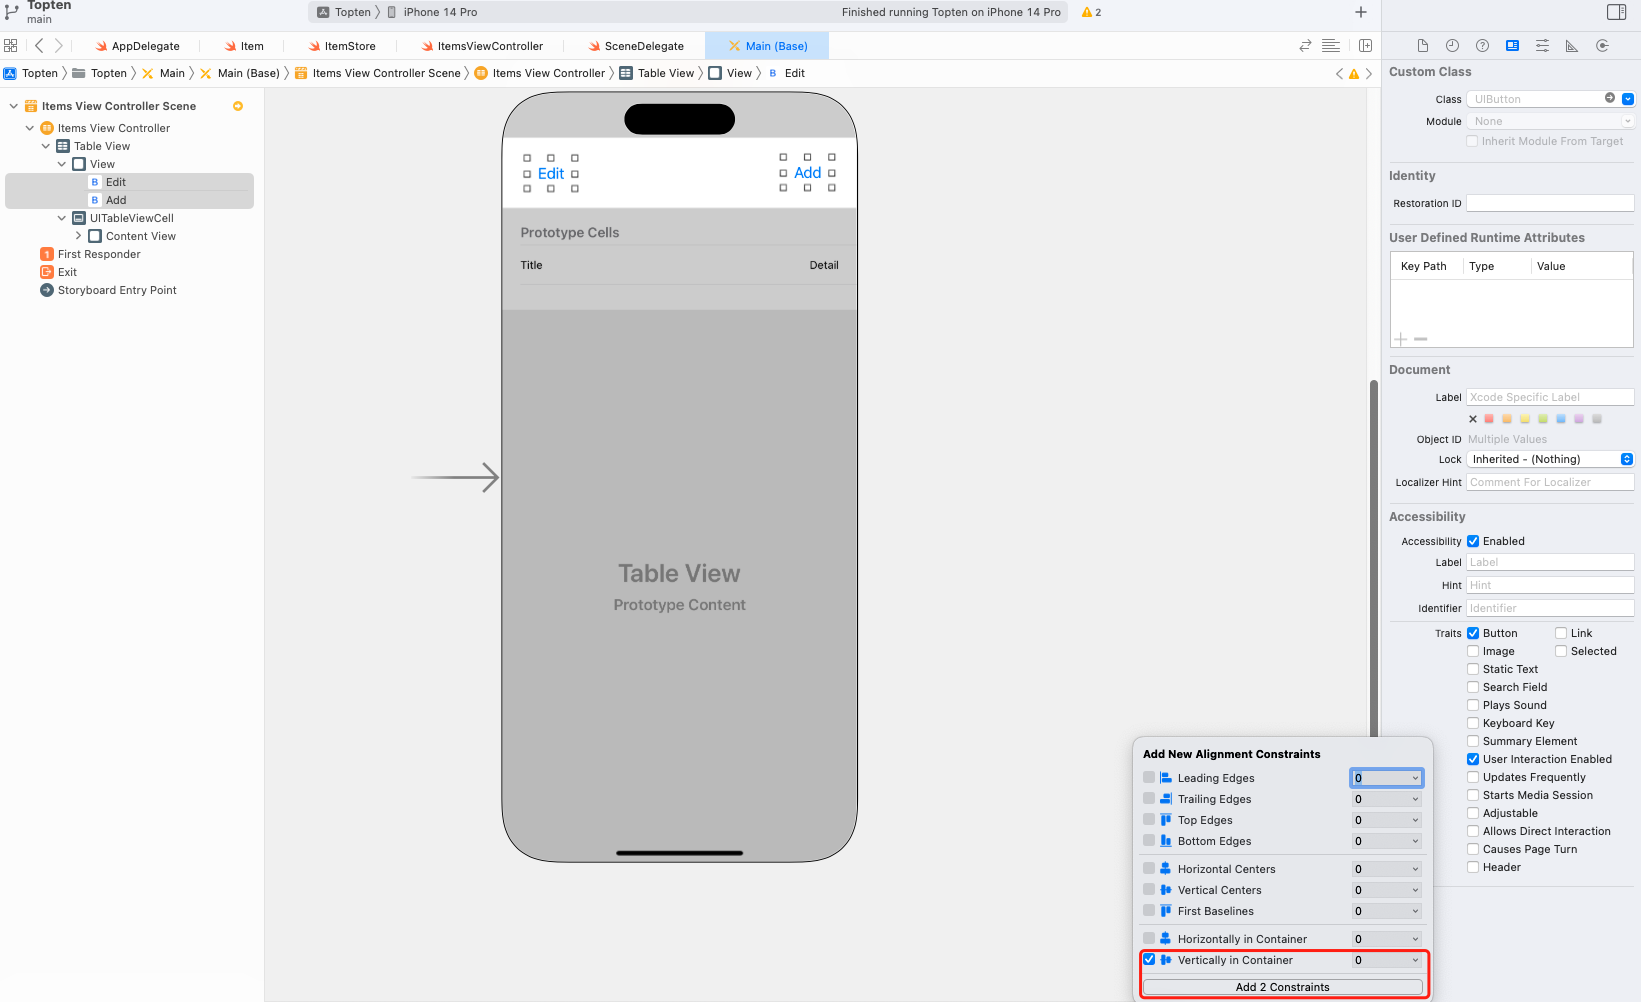 Topten
main
Topten
iPhone 14 Pro
Finished running Topten on iPhone 14 Pro
2
AppDelegate
Item
ItemStore
ItemsViewController
SceneDelegate
Main (Base)
Topten
Topten
Main
Main (Base)
Items View Controller Scene
Items View Controller
Table View
View
B Edit
Items View Controller Scene
Items View Controller
Table View
View
B Edit
B Add
UITableViewCell
Content View
1 First Responder
Exit
Storyboard Entry Point
Edit
Add
Prototype Cells
Title
Detail
Table View
Prototype Content
Add New Alignment Constraints
Leading Edges 0
Trailing Edges 0
Top Edges 0
Bottom Edges 0
Horizontal Centers 0
Vertical Centers 0
First Baselines 0
Horizontally in Container 0
Vertically in Container 0
Add 2 Constraints
Custom Class
Class UIButton
Module None
Inherit Module From Target
Identity
Restoration ID
User Defined Runtime Attributes
Key Path Type Value
Document
Label Xcode Specific Label
Object ID Multiple Values
Lock Inherited - (Nothing)
Localizer Hint Comment For Localizer
Accessibility
Accessibility Enabled
Label Label
Hint Hint
Identifier Identifier
Traits Button Link
Image Selected
Static Text
Search Field
Plays Sound
Keyboard Key
Summary Element
User Interaction Enabled
Updates Frequently
Starts Media Session
Adjustable
Allows Direct Interaction
Causes Page Turn
Header